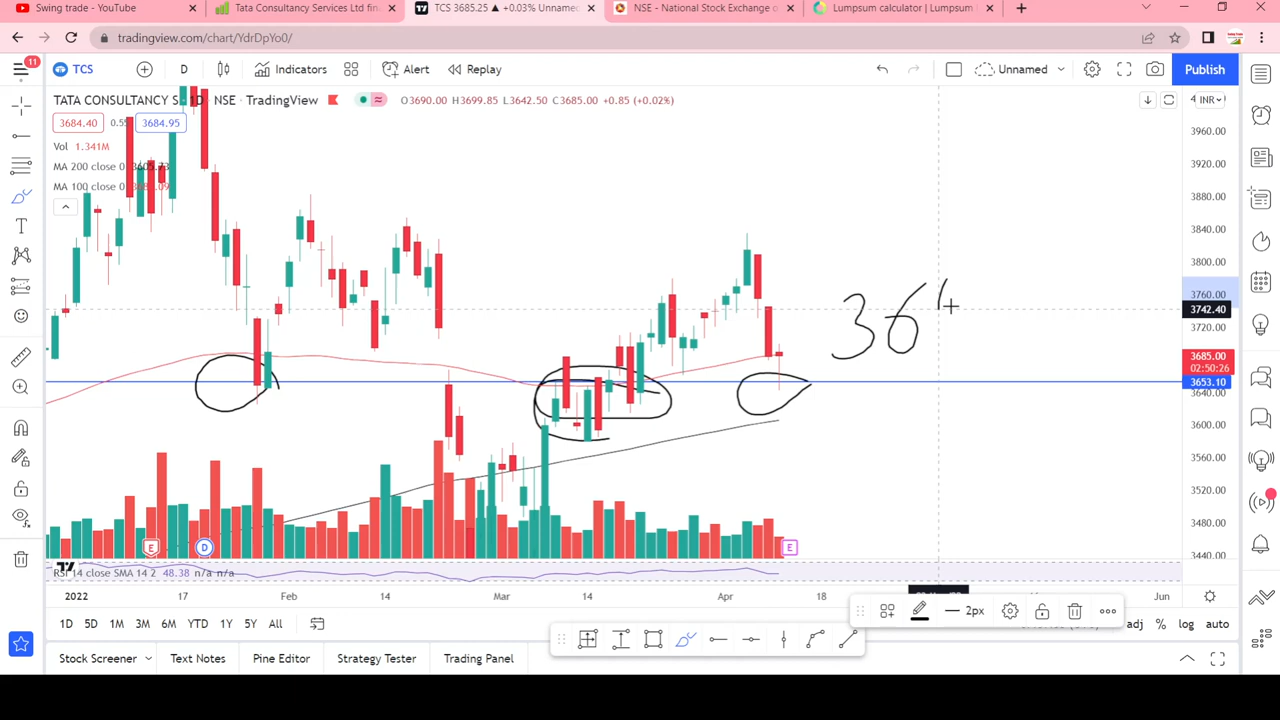 Swing trade - YouTube
Tata Consultancy Services Ltd fin
TCS 3685.25 ▲ +0.03% Unname
NSE - National Stock Exchange o
Lumpsum calculator | Lumpsum
tradingview.com/chart/YdrDpYo0/
11
TCS
D
Indicators
Alert
Replay
Unnamed
Publish
TATA CONSULTANCY S 1D NSE TradingView
O3690.00 H3699.85 L3642.50 C3685.00 +0.85 (+0.02%)
INR
3684.40
3684.95
3960.00
Vol 1.341M
3920.00
MA 200 close 0
MA 100 close 0
3880.00
3840.00
3800.00
3760.00
3742.40
3720.00
36
3685.00
02:50:26
3653.10
3640.00
3600.00
3560.00
3520.00
3480.00
3440.00
E
D
E
RSI 14 close SMA 14 2 48.38 n/a n/a
2022
17
Feb
14
Mar
14
Apr
18
Jun
2px
1D 5D 1M 3M 6M YTD 1Y 5Y All
adj % log auto
Stock Screener
Text Notes
Pine Editor
Strategy Tester
Trading Panel